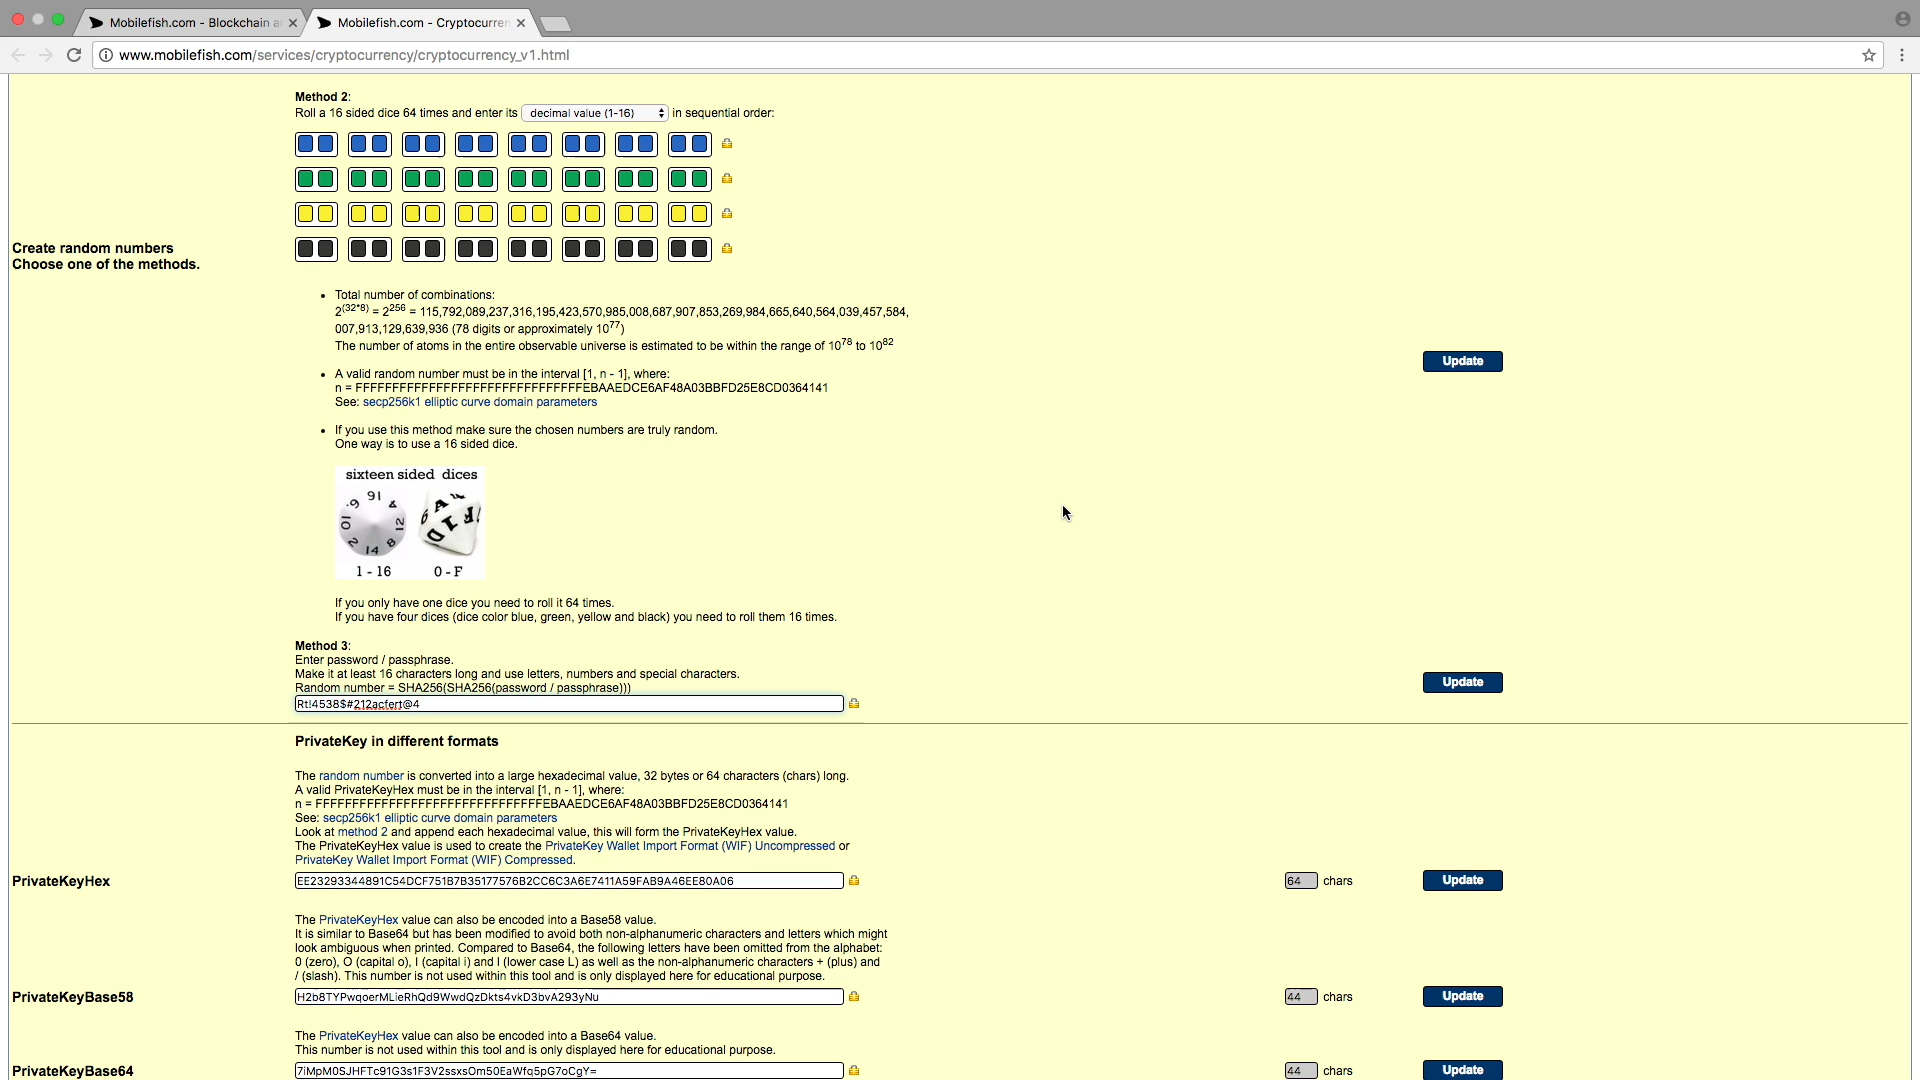 Mobilefish.com - Blockchain a
Mobilefish.com - Cryptocurren
www.mobilefish.com/services/cryptocurrency/cryptocurrency_v1.html
Method 2:
Roll a 16 sided dice 64 times and enter its decimal value (1-16) in sequential order:
Create random numbers
Choose one of the methods.
• Total number of combinations:
2(32*8) = 2256 = 115,792,089,237,316,195,423,570,985,008,687,907,853,269,984,665,640,564,039,457,584,
007,913,129,639,936 (78 digits or approximately 1077)
The number of atoms in the entire observable universe is estimated to be within the range of 1078 to 1082
• A valid random number must be in the interval [1, n - 1], where:
n = FFFFFFFFFFFFFFFFFFFFFFFFFFFFFFFEBAAEDCE6AF48A03BBFD25E8CD0364141
See: secp256k1 elliptic curve domain parameters
Update
• If you use this method make sure the chosen numbers are truly random.
One way is to use a 16 sided dice.
sixteen sided dices
16
9
4
10
12
2
8
14
1 - 16 0 - F
If you only have one dice you need to roll it 64 times.
If you have four dices (dice color blue, green, yellow and black) you need to roll them 16 times.
Method 3:
Enter password / passphrase.
Make it at least 16 characters long and use letters, numbers and special characters.
Random number = SHA256(SHA256(password / passphrase)))
Rt!4538$#212acfert@4
Update
PrivateKey in different formats
The random number is converted into a large hexadecimal value, 32 bytes or 64 characters (chars) long.
A valid PrivateKeyHex must be in the interval [1, n - 1], where:
n = FFFFFFFFFFFFFFFFFFFFFFFFFFFFFFFEBAAEDCE6AF48A03BBFD25E8CD0364141
See: secp256k1 elliptic curve domain parameters
Look at method 2 and append each hexadecimal value, this will form the PrivateKeyHex value.
The PrivateKeyHex value is used to create the PrivateKey Wallet Import Format (WIF) Uncompressed or
PrivateKey Wallet Import Format (WIF) Compressed.
PrivateKeyHex EE23293344891C54DCF751B7B35177576B2CC6C3A6E7411A59FAB9A46EE80A06 64 chars Update
The PrivateKeyHex value can also be encoded into a Base58 value.
It is similar to Base64 but has been modified to avoid both non-alphanumeric characters and letters which might
look ambiguous when printed. Compared to Base64, the following letters have been omitted from the alphabet:
0 (zero), O (capital o), I (capital i) and l (lower case L) as well as the non-alphanumeric characters + (plus) and
/ (slash). This number is not used within this tool and is only displayed here for educational purpose.
PrivateKeyBase58 H2b8TYPwqoerMLieRhQd9WwdQzDkts4vkD3bvA293yNu 44 chars Update
The PrivateKeyHex value can also be encoded into a Base64 value.
This number is not used within this tool and is only displayed here for educational purpose.
PrivateKeyBase64 7iMpM0SJHFTc91G3s1F3V2ssxsOm50EaWfq5pG7oCgY= 44 chars Update